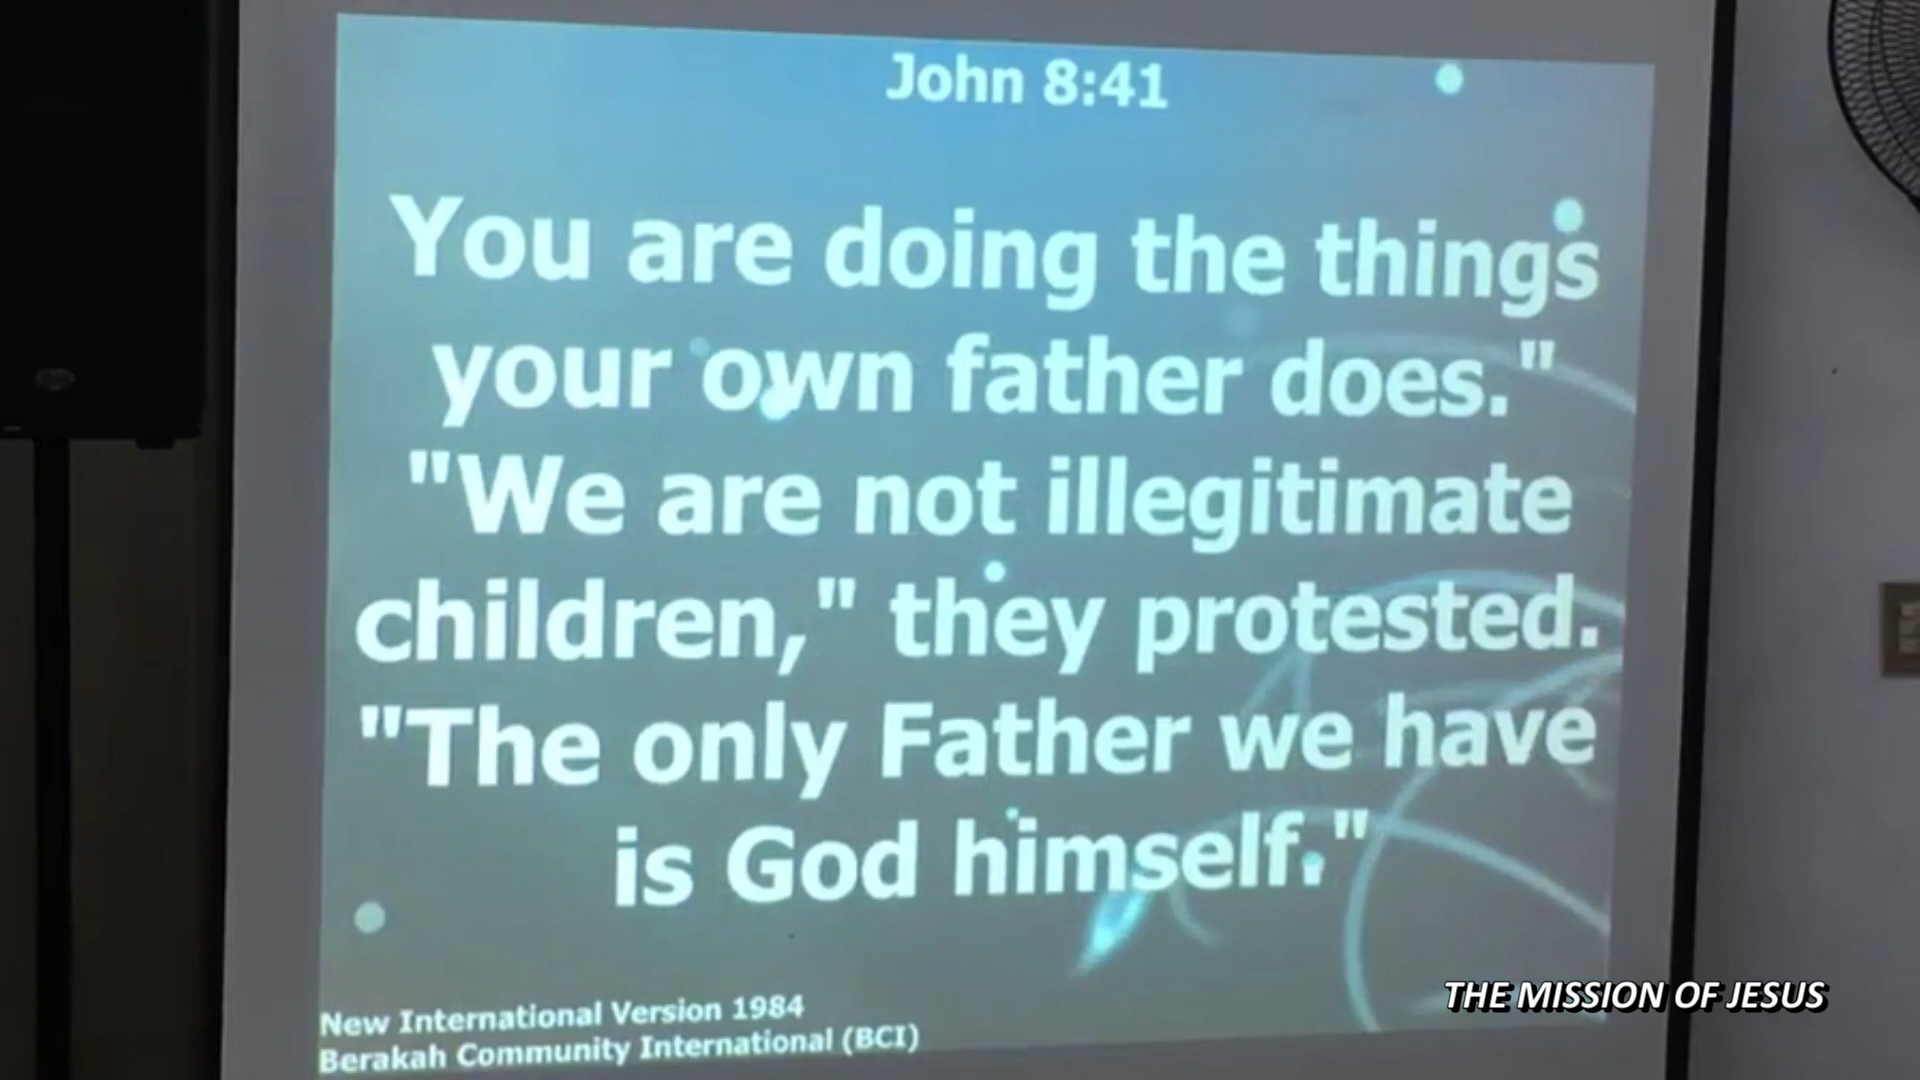 John 8:41
You are doing the things
your own father does."
"We are not illegitimate
children," they protested.
"The only Father we have
is God himself."
New International Version 1984
Berakah Community International (BCI)
THE MISSION OF JESUS